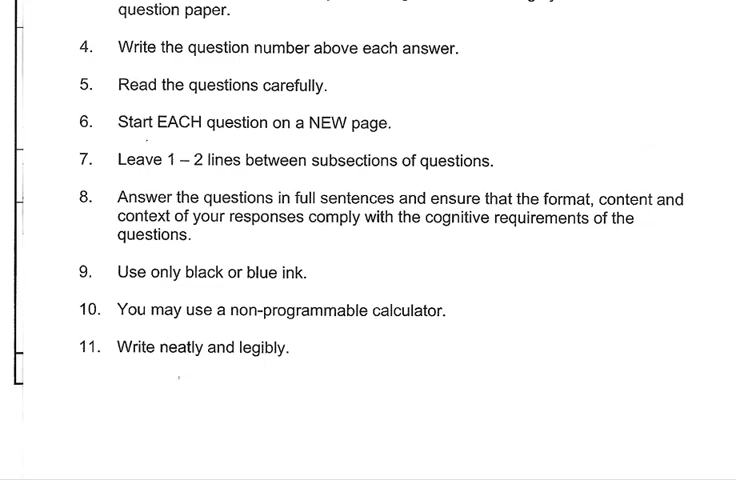 question paper.
4. Write the question number above each answer.
5. Read the questions carefully.
6. Start EACH question on a NEW page.
7. Leave 1 – 2 lines between subsections of questions.
8. Answer the questions in full sentences and ensure that the format, content and
context of your responses comply with the cognitive requirements of the
questions.
9. Use only black or blue ink.
10. You may use a non-programmable calculator.
11. Write neatly and legibly.